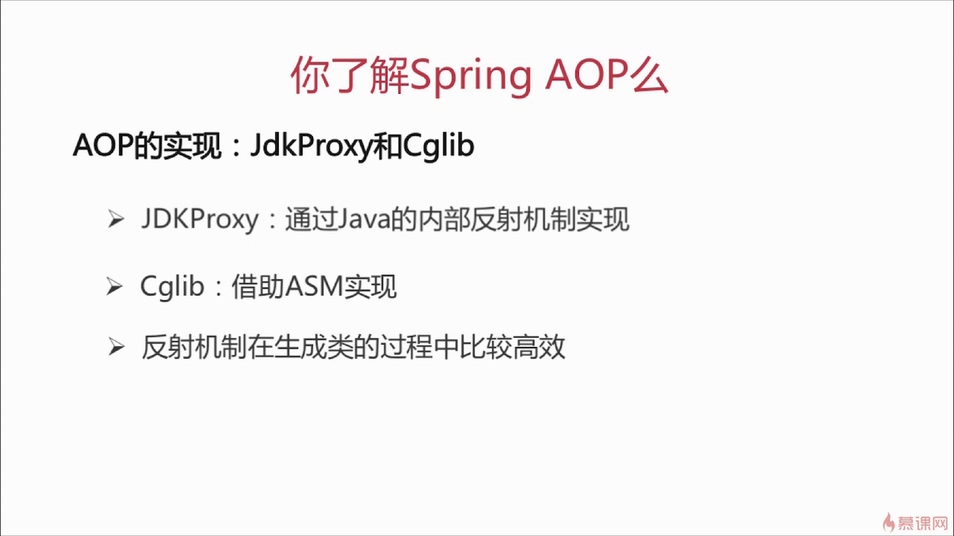 你了解Spring AOP么
AOP的实现：JdkProxy和Cglib
JDKProxy：通过Java的内部反射机制实现
Cglib：借助ASM实现
反射机制在生成类的过程中比较高效
慕课网